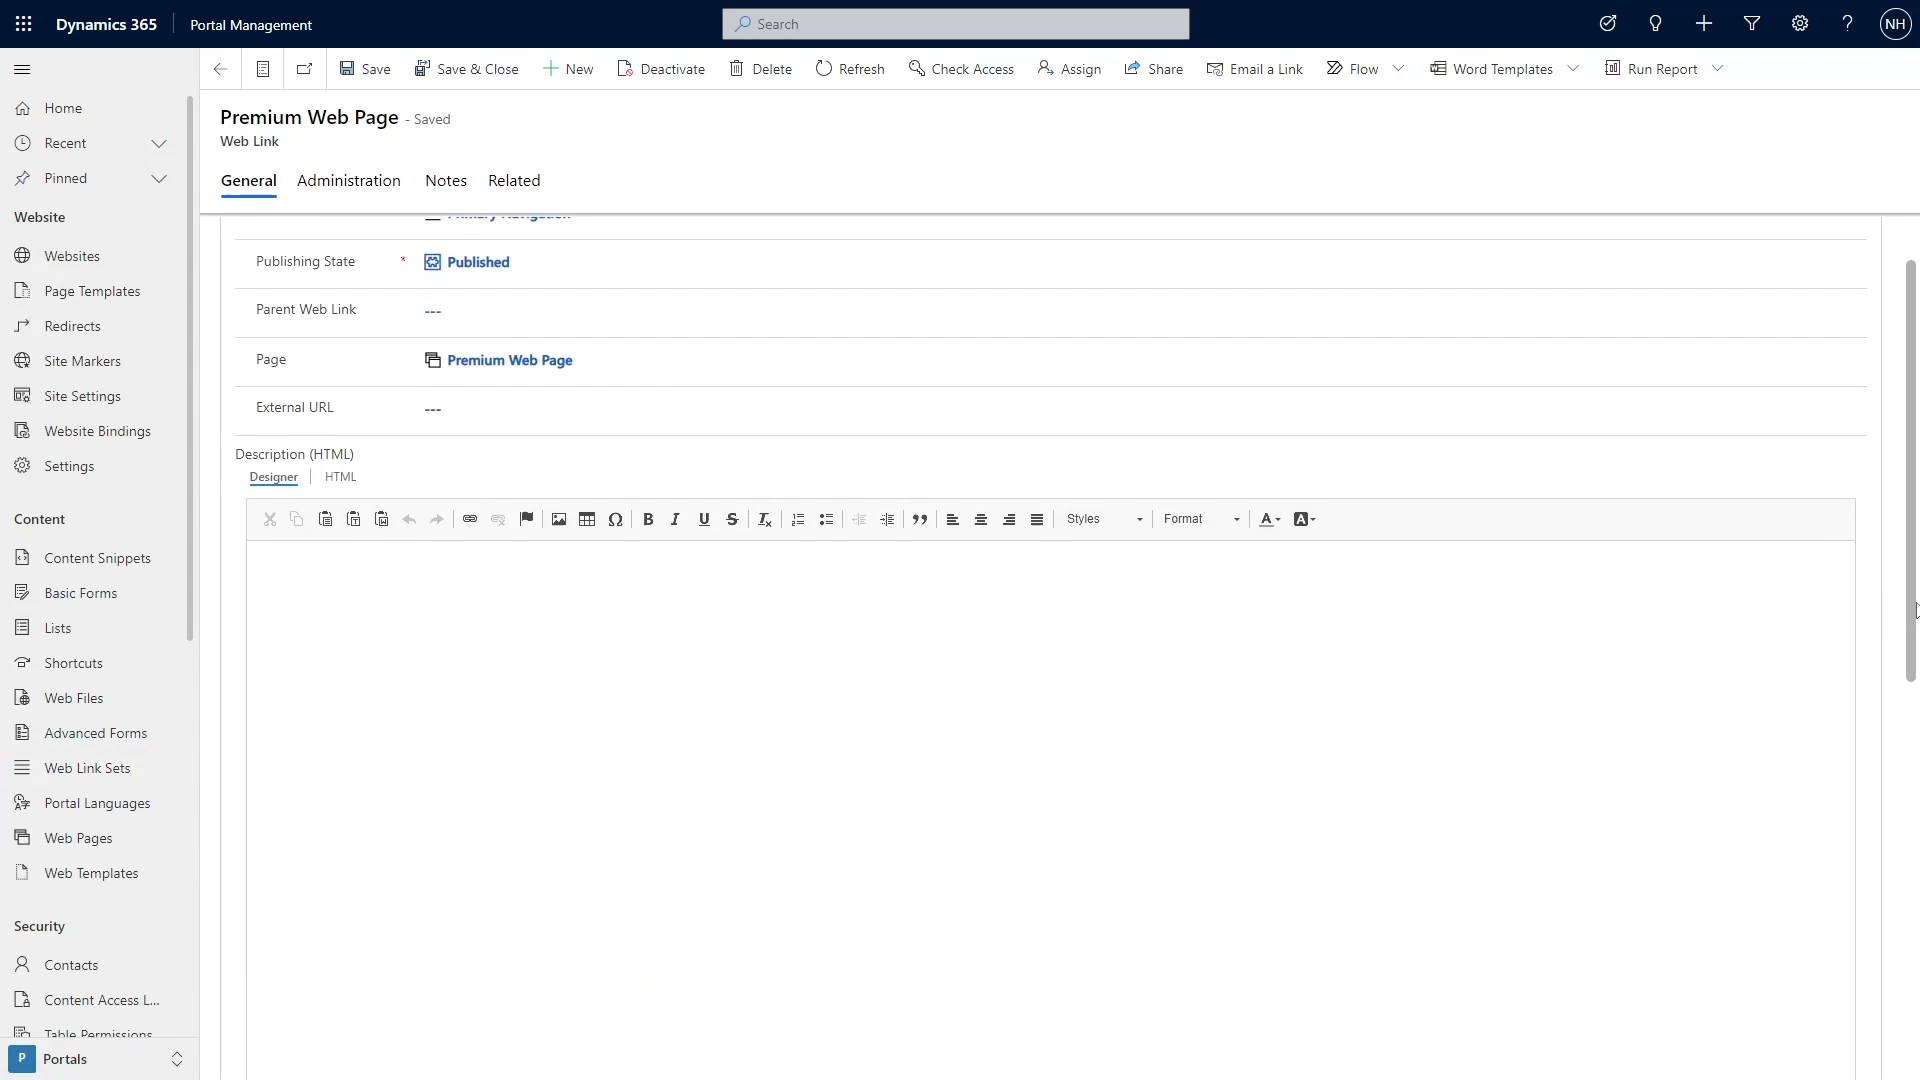 Dynamics 365
Portal Management
Search
NH
Save
Save & Close
New
Deactivate
Delete
Refresh
Check Access
Assign
Share
Email a Link
Flow
Word Templates
Run Report
Home
Recent
Pinned
Website
Websites
Page Templates
Redirects
Site Markers
Site Settings
Website Bindings
Settings
Content
Content Snippets
Basic Forms
Lists
Shortcuts
Web Files
Advanced Forms
Web Link Sets
Portal Languages
Web Pages
Web Templates
Security
Contacts
Content Access L...
Table Permissions
P Portals
Premium Web Page - Saved
Web Link
General Administration Notes Related
Primary Navigation
Publishing State * Published
Parent Web Link ---
Page Premium Web Page
External URL ---
Description (HTML)
Designer | HTML
Styles
Format